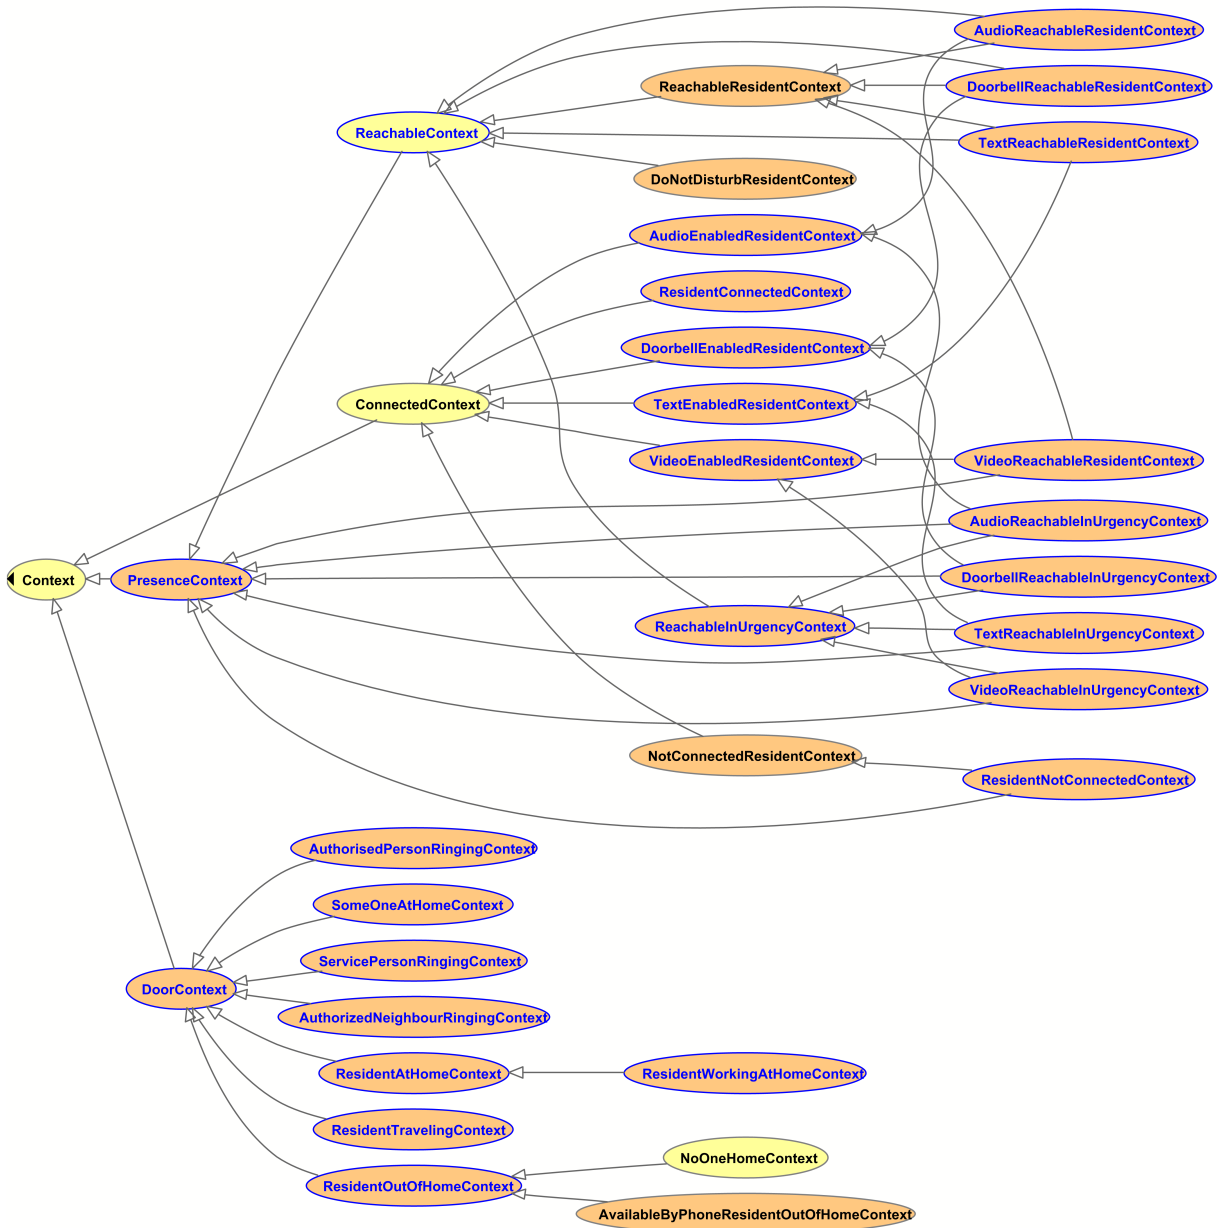 AudioReachableResidentContext
ReachableResidentContext
DoorbellReachableResidentContext
ReachableContext
TextReachableResidentContext
DoNotDisturbResidentContext
AudioEnabledResidentContext
ResidentConnectedContext
DoorbellEnabledResidentContext
ConnectedContext
TextEnabledResidentContext
VideoEnabledResidentContext
VideoReachableResidentContext
AudioReachableInUrgencyContext
Context
PresenceContext
DoorbellReachableInUrgencyContext
ReachableInUrgencyContext
TextReachableInUrgencyContext
VideoReachableInUrgencyContext
NotConnectedResidentContext
ResidentNotConnectedContext
AuthorisedPersonRingingContext
SomeOneAtHomeContext
ServicePersonRingingContext
DoorContext
AuthorizedNeighbourRingingContext
ResidentAtHomeContext
ResidentWorkingAtHomeContext
ResidentTravelingContext
NoOneHomeContext
ResidentOutOfHomeContext
AvailableByPhoneResidentOutOfHomeContext